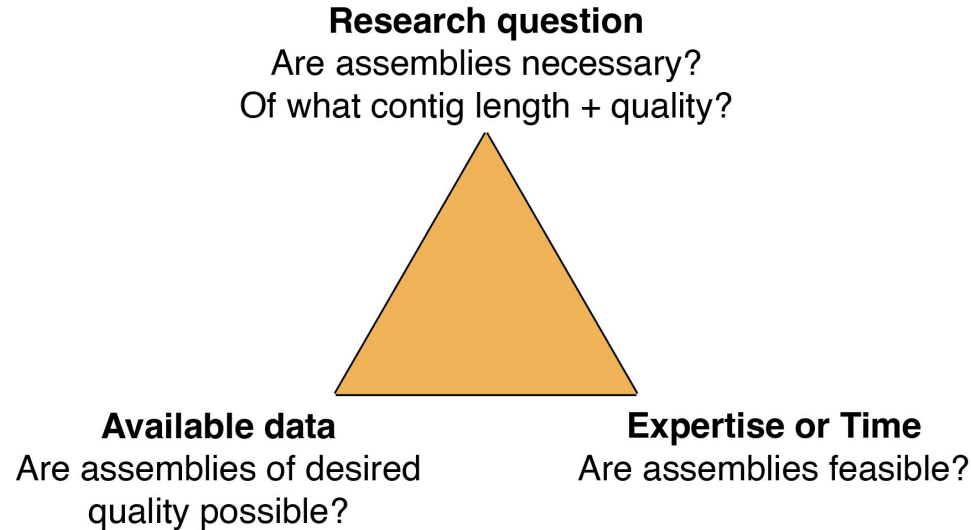 Research question
Are assemblies necessary?
Of what contig length + quality?
Available data
Are assemblies of desired
quality possible?
Expertise or Time
Are assemblies feasible?